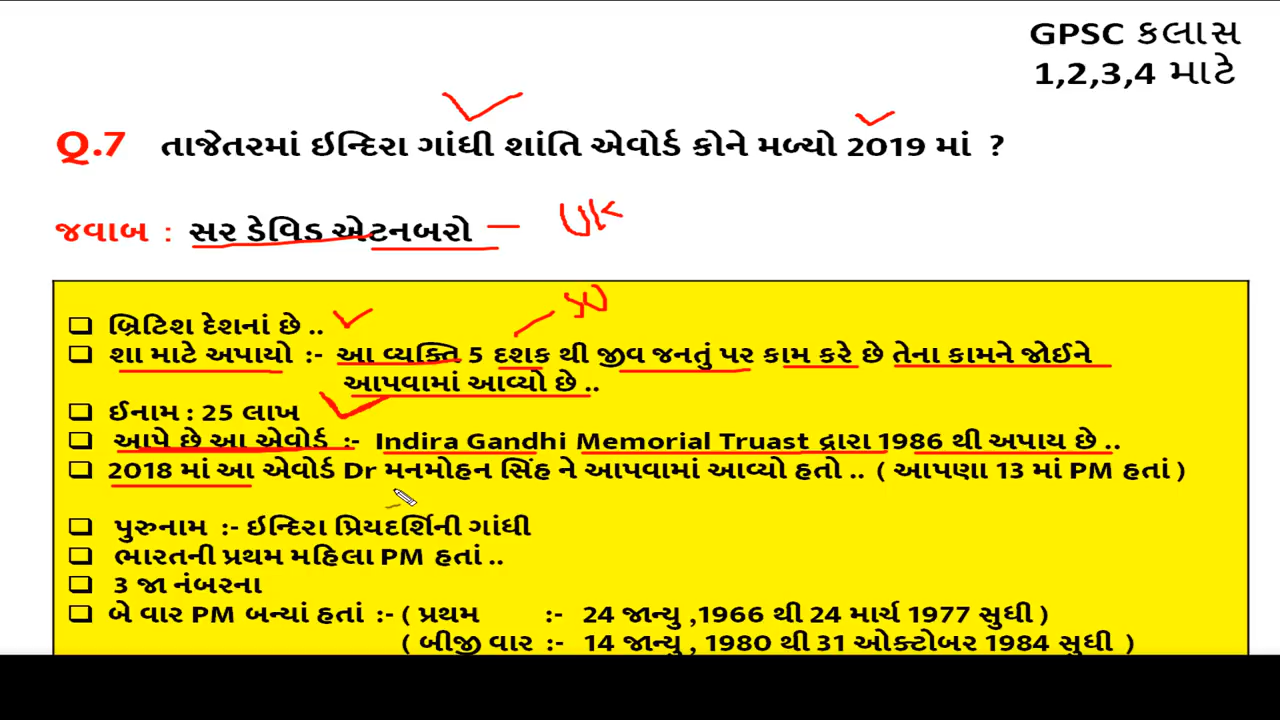 GPSC કલાસ
1,2,3,4 માટે
Q.7 તાજેતરમાં ઇન્દિરા ગાંધી શાંતિ એવોર્ડ કોને મળ્યો 2019 માં ?
જવાબ : સર ડેવિડ એટનબરો — UK
બ્રિટિશ દેશનાં છે ..
50
શા માટે અપાયો :- આ વ્યક્તિ 5 દશક થી જીવ જનતું પર કામ કરે છે તેના કામને જોઈને
આપવામાં આવ્યો છે ..
ઈનામ : 25 લાખ
આપે છે આ એવોર્ડ :- Indira Gandhi Memorial Truast દ્વારા 1986 થી અપાય છે ..
2018 માં આ એવોર્ડ Dr મનમોહન સિંહ ને આપવામાં આવ્યો હતો .. ( આપણા 13 માં PM હતાં )
પુરુનામ :- ઇન્દિરા પ્રિયદર્શિની ગાંધી
ભારતની પ્રથમ મહિલા PM હતાં ..
3 જા નંબરના
બે વાર PM બન્યાં હતાં :- ( પ્રથમ :- 24 જાન્યુ ,1966 થી 24 માર્ચ 1977 સુધી )
( બીજી વાર :- 14 જાન્યુ , 1980 થી 31 ઓક્ટોબર 1984 સુધી )